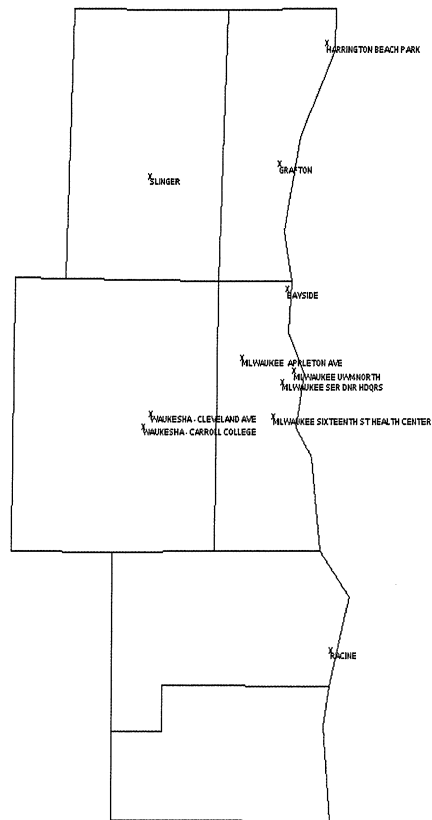 HARRINGTON BEACH PARK
GRAFTON
SLINGER
BAYSIDE
MILWAUKEE APPLETON AVE
MILWAUKEE UWM NORTH
MILWAUKEE SER DNR HDQRS
WAUKESHA - CLEVELAND AVE
MILWAUKEE SIXTEENTH ST HEALTH CENTER
WAUKESHA - CARROLL COLLEGE
RACINE